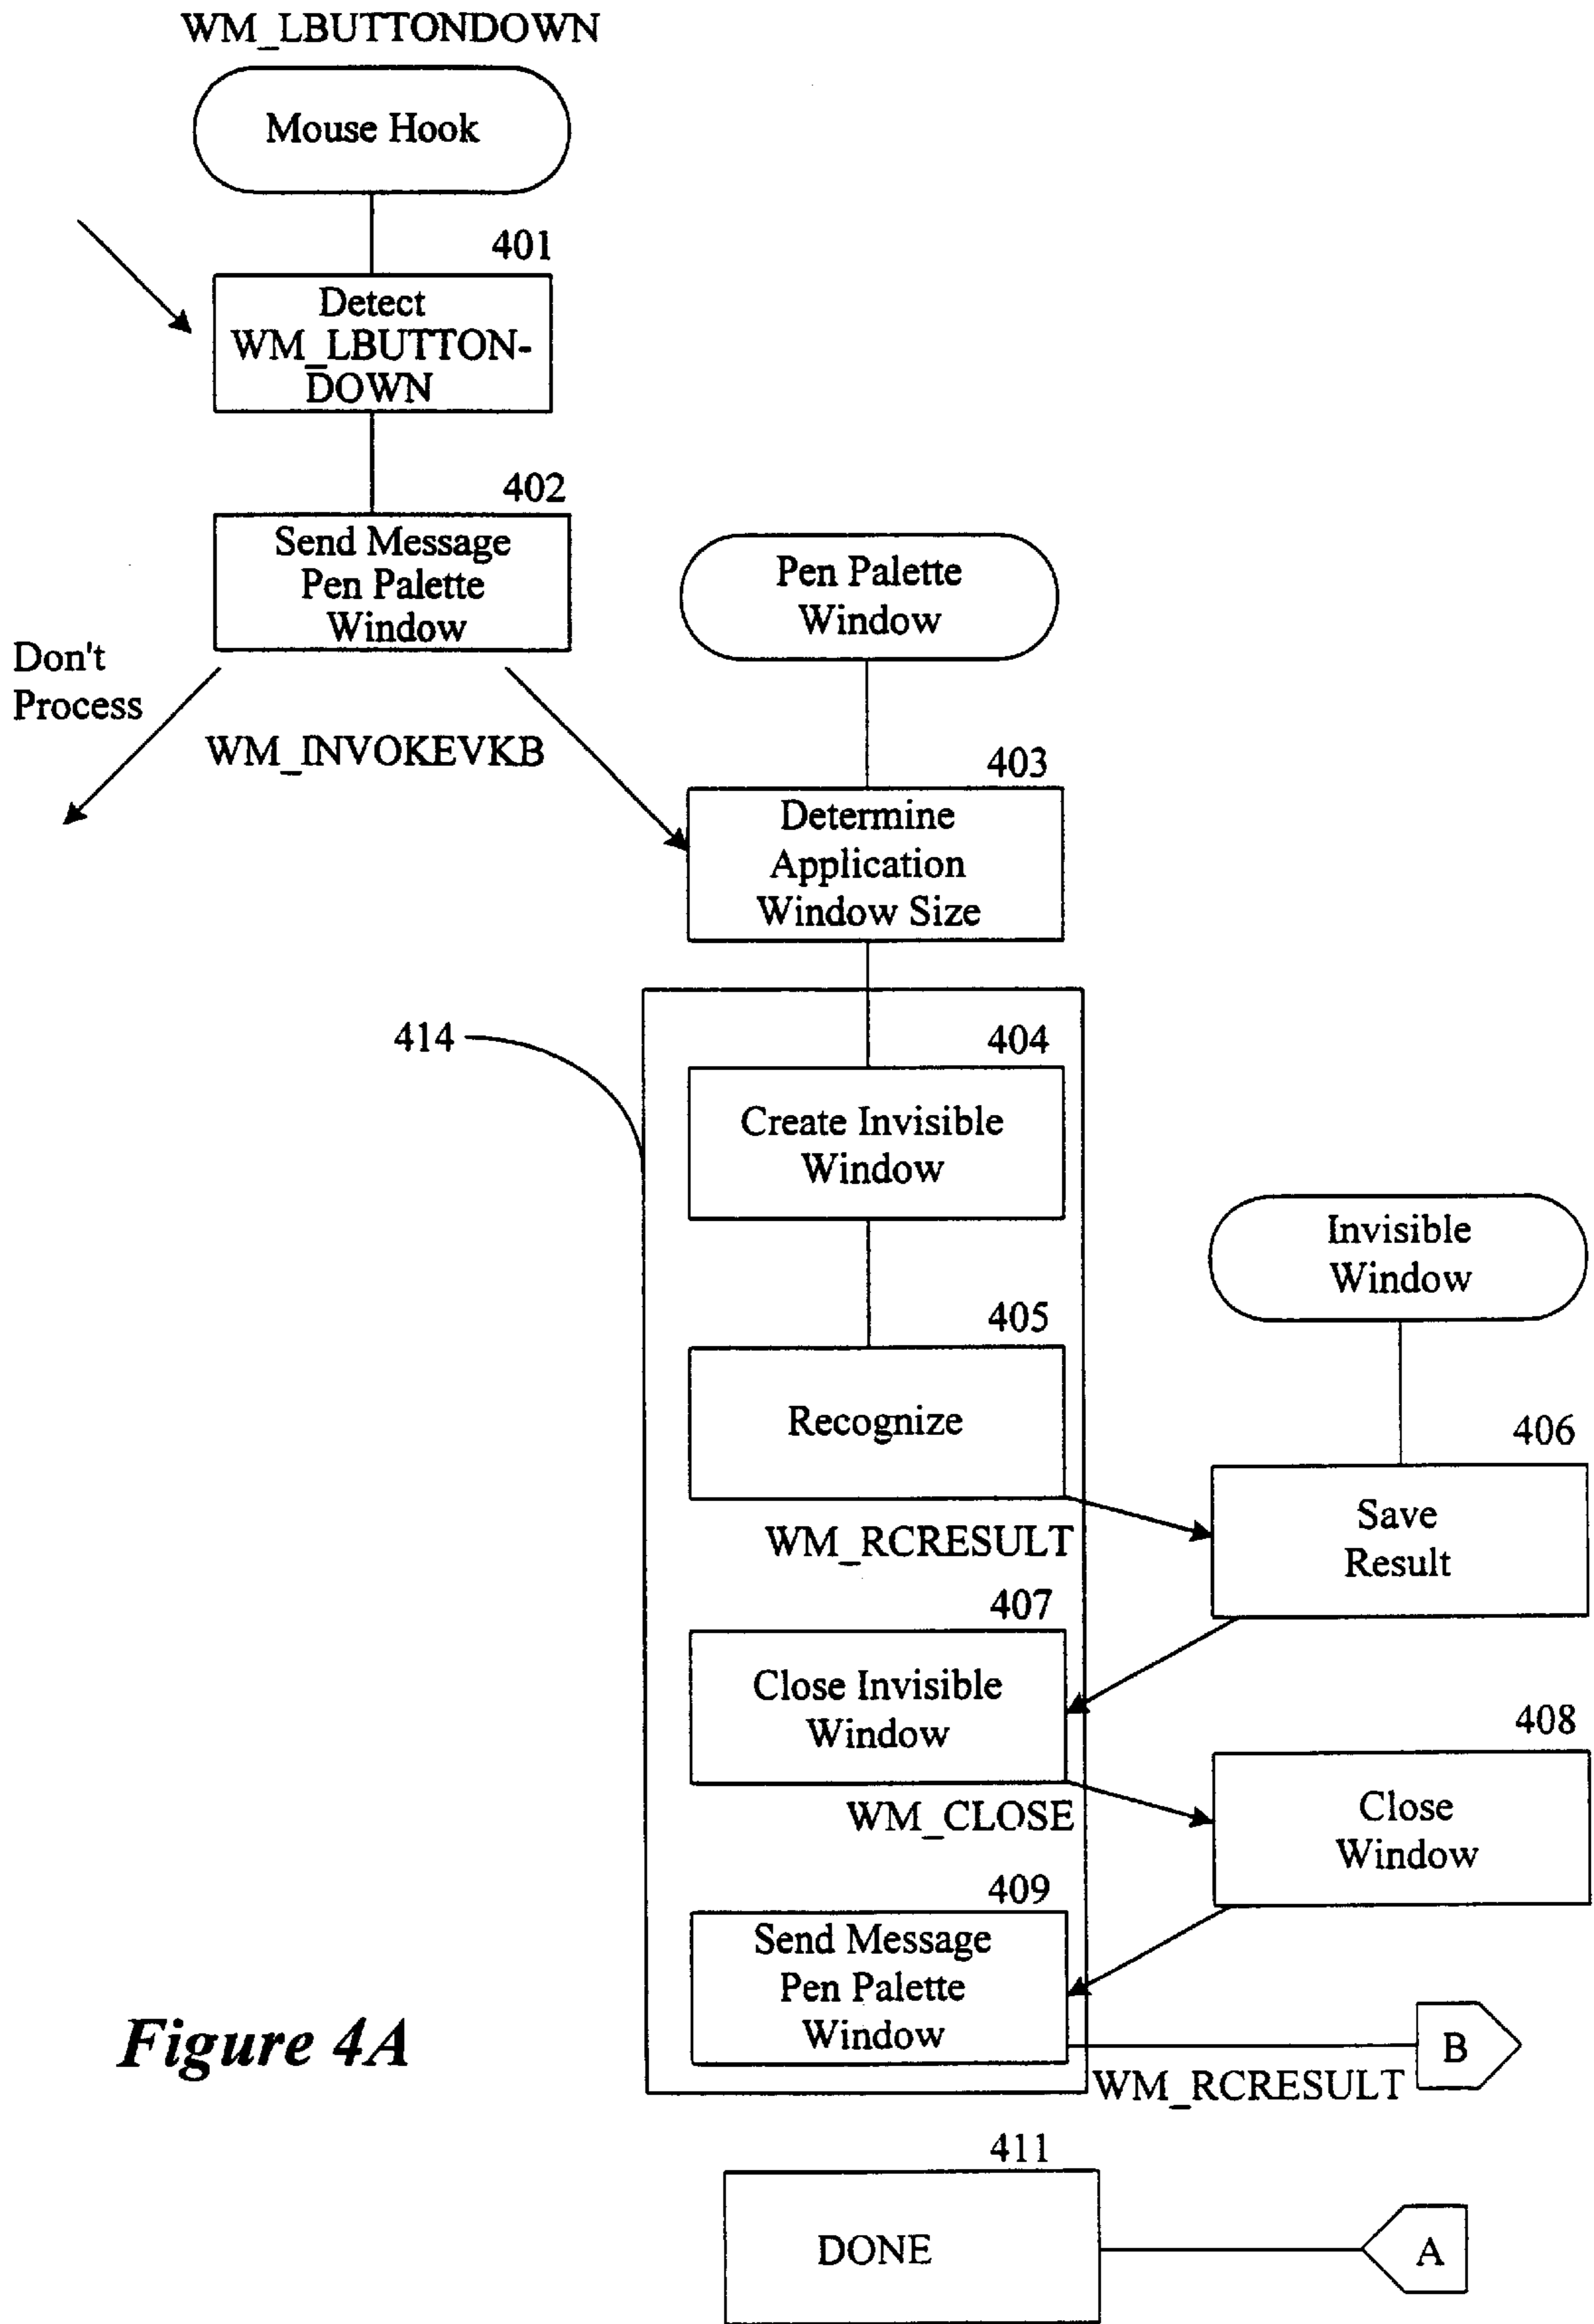 WM_LBUTTONDOWN
Mouse Hook
401
Detect
WM_LBUTTON-
DOWN
402
Send Message
Pen Palette
Window
Don't
Process
WM_INVOKEVKB
Pen Palette
Window
403
Determine
Application
Window Size
414
404
Create Invisible
Window
405
Recognize
WM_RCRESULT
Invisible
Window
406
Save
Result
407
Close Invisible
Window
WM_CLOSE
408
Close
Window
409
Send Message
Pen Palette
Window
WM_RCRESULT
B
411
DONE
A
Figure 4A